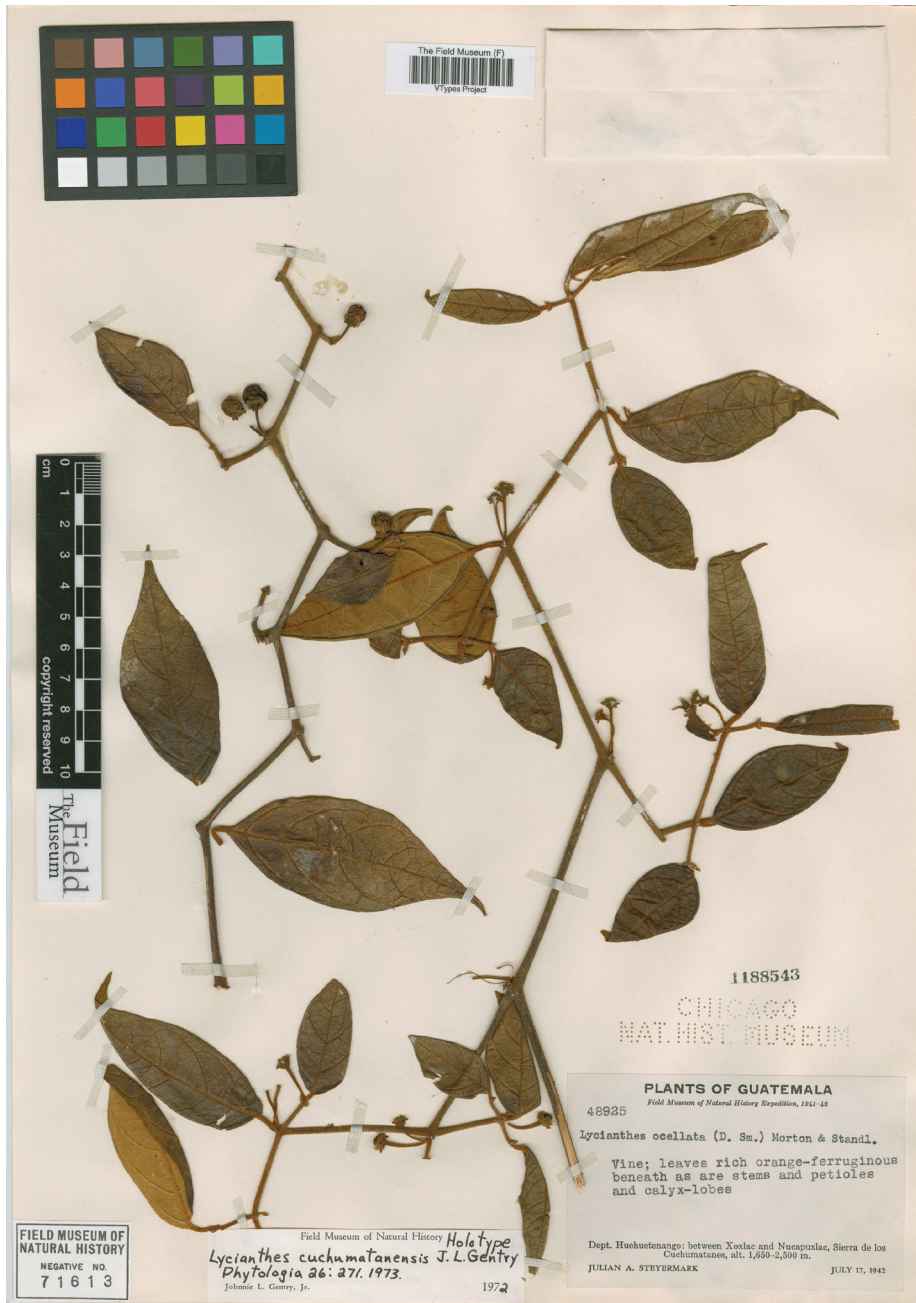 The Field Museum (F)
VTypes Project
cm
0
1
2
3
4
5
6
7
8
9
10
copyright reserved
The Field
Museum
1188543
CHICAGO
NAT. HIST. MUSEUM
PLANTS OF GUATEMALA
Field Museum of Natural History Expedition, 1941-42
48925
Lycianthes ocellata (D. Sm.) Morton & Standl.
Vine; leaves rich orange-ferruginous
beneath as are stems and petioles
and calyx-lobes
Dept. Huehuetenango: between Xoxlac and Nucapuxlac, Sierra de los
Cuchumatanes, alt. 1,650–2,500 m.
JULIAN A. STEYERMARK JULY 17, 1942
FIELD MUSEUM OF
NATURAL HISTORY
NEGATIVE NO.
71613
Field Museum of Natural History Holotype
Lycianthes cuchumatanensis J. L. Gentry
Phytologia 26: 271. 1973.
Johnnie L. Gentry, Jr. 1972